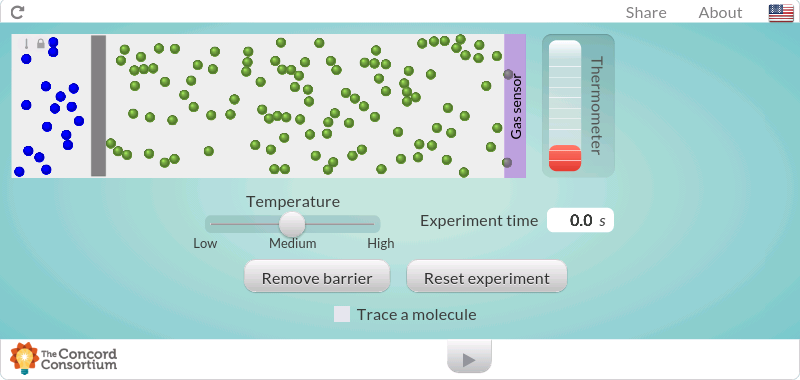 Share
About
Gas sensor
Thermometer
Temperature
Low
Medium
High
Experiment time
0.0 s
Remove barrier
Reset experiment
Trace a molecule
The Concord
Consortium